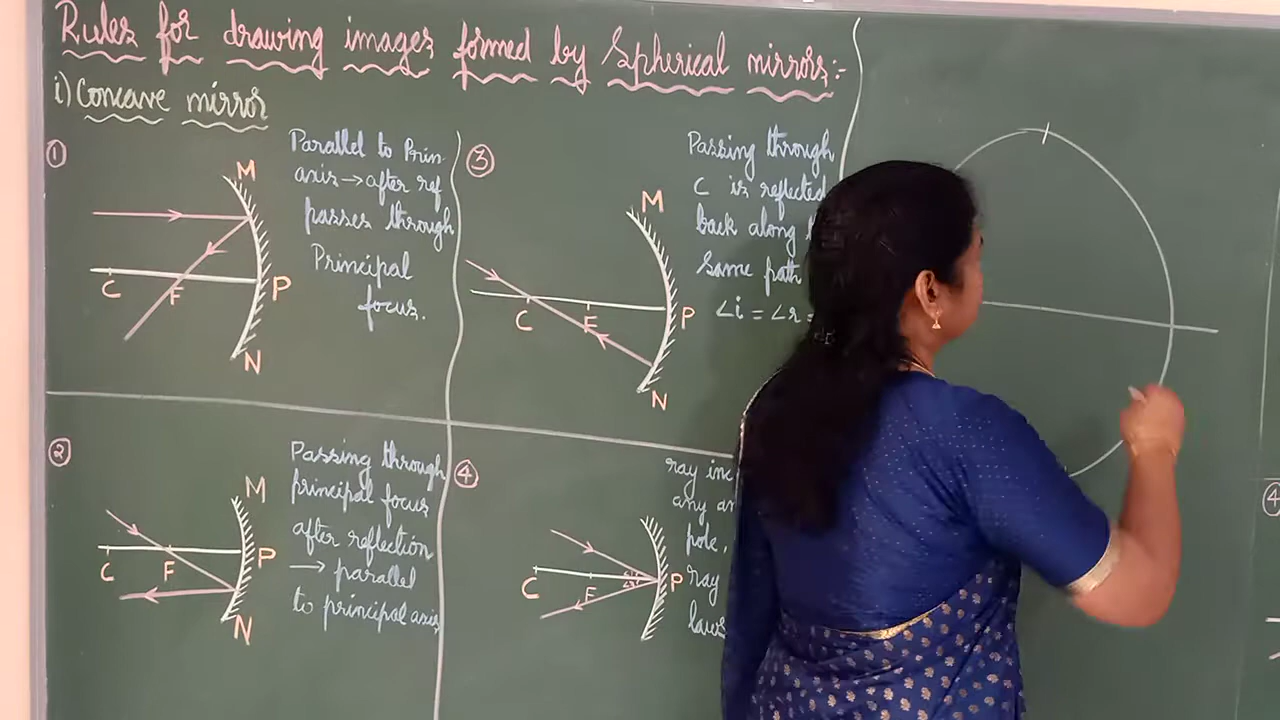 Rules for drawing images formed by Spherical mirrors:-
i) Concave mirror
①
Parallel to Prin-
axis → after ref
passes through
Principal
focus.
M
C
F
P
N
③
Passing through
C is reflected
back along
Same path
∠i = ∠r =
M
C
F
P
N
②
Passing through
principal focus
after reflection
→ parallel
to principal axis
M
C
F
P
N
④
ray inc
any an
pole,
ray
laws
C
F
P
④